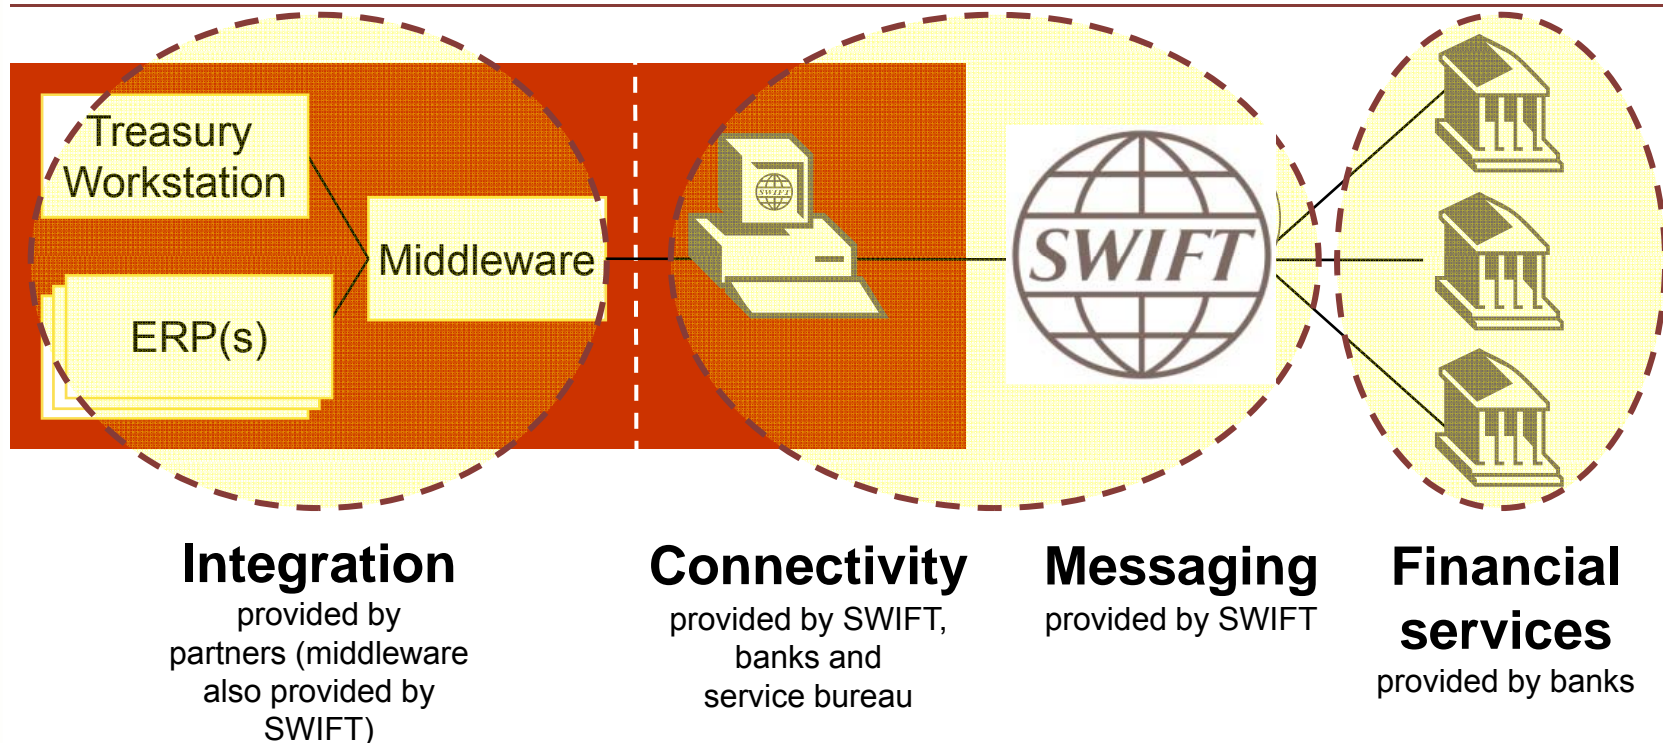 Treasury
Workstation
ERP(s)
Middleware
SWIFT
SWIFT
Integration
provided by
partners (middleware
also provided by
SWIFT)
Connectivity
provided by SWIFT,
banks and
service bureau
Messaging
provided by SWIFT
Financial
services
provided by banks